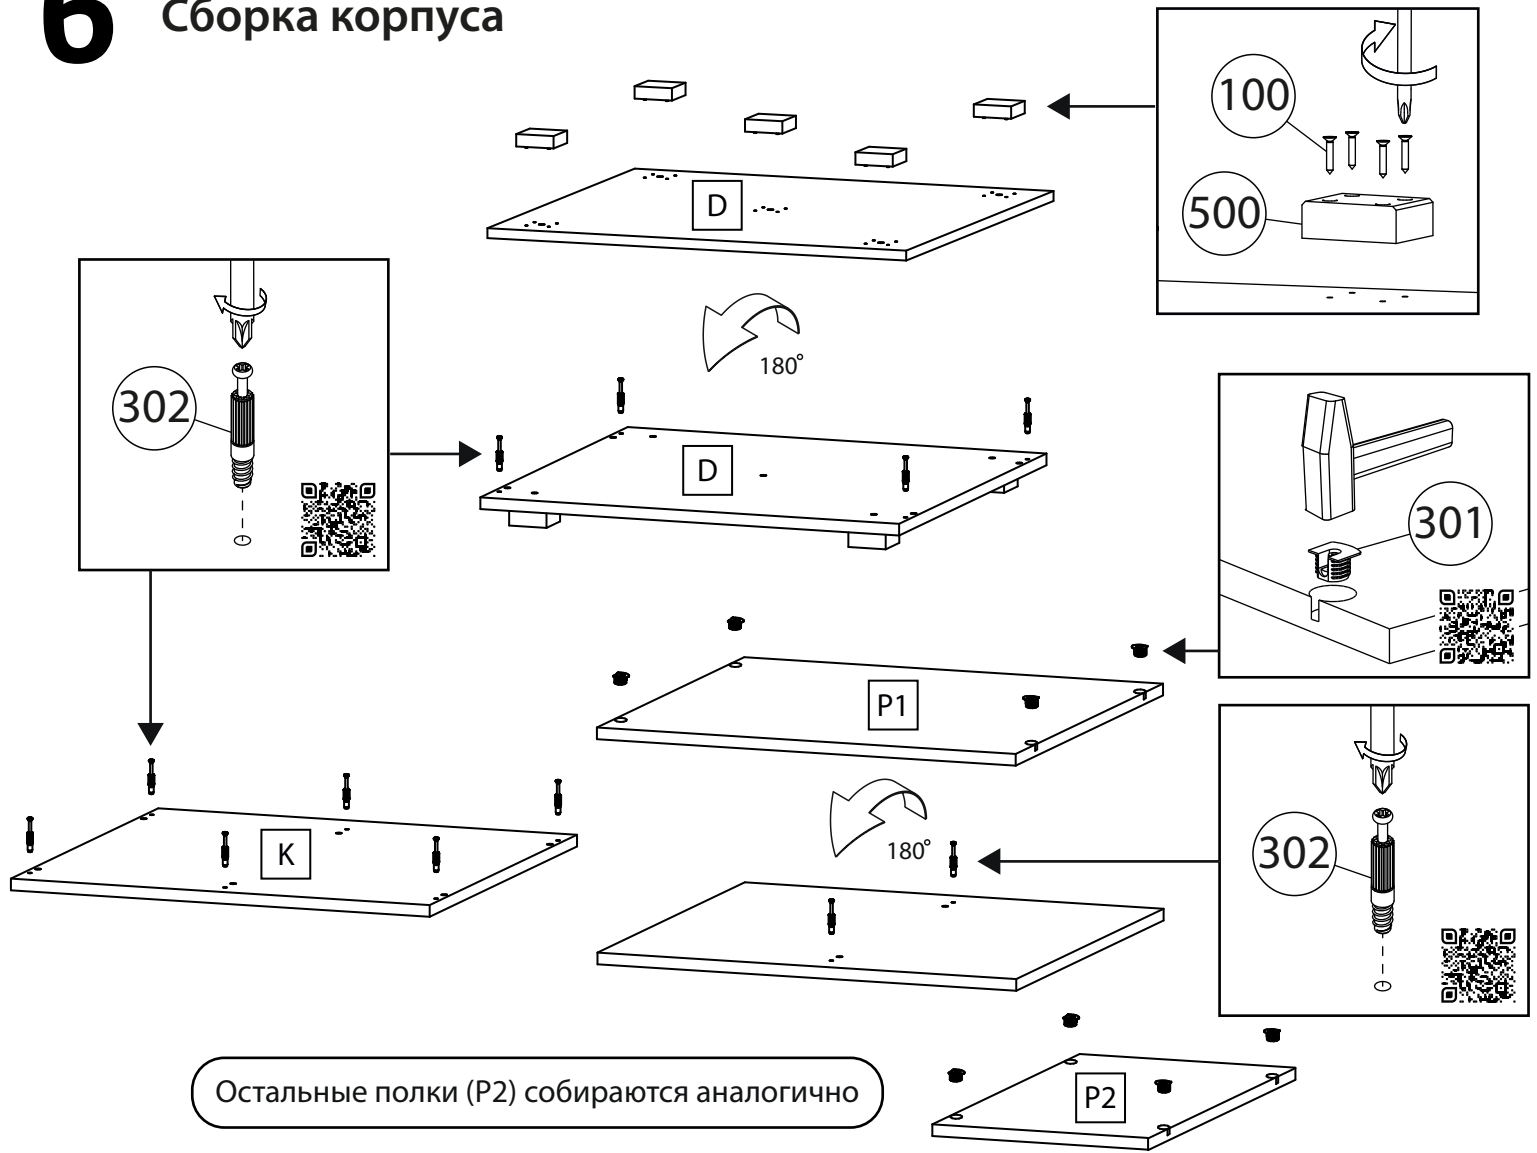 6 Сборка корпуса
100
500
D
180°
302
D
301
P1
180°
302
K
Остальные полки (P2) собираются аналогично
P2